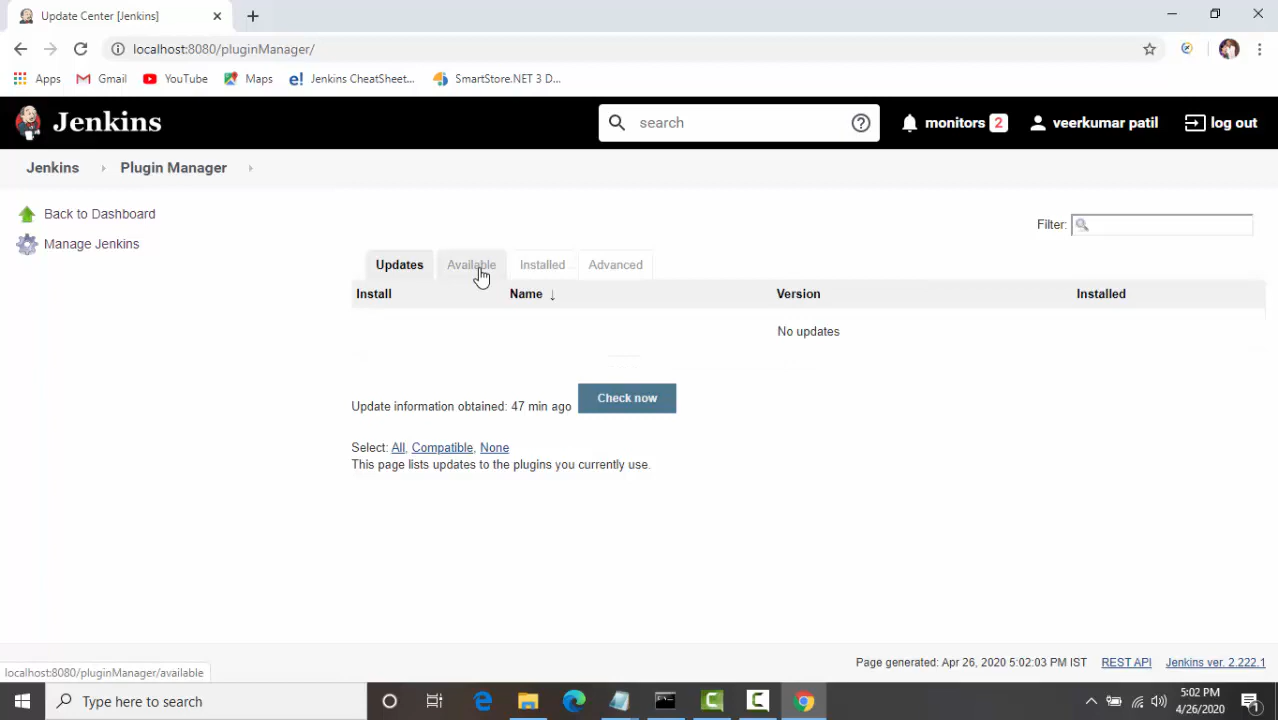 Update Center [Jenkins]
localhost:8080/pluginManager/
Apps Gmail YouTube Maps Jenkins CheatSheet... SmartStore.NET 3 D...
Jenkins search monitors 2 veerkumar patil log out
Jenkins Plugin Manager
Back to Dashboard
Manage Jenkins
Filter:
Updates Available Installed Advanced
Install Name ↓ Version Installed
No updates
Update information obtained: 47 min ago Check now
Select: All, Compatible, None
This page lists updates to the plugins you currently use.
Page generated: Apr 26, 2020 5:02:03 PM IST REST API Jenkins ver. 2.222.1
localhost:8080/pluginManager/available
Type here to search
5:02 PM
4/26/2020
1